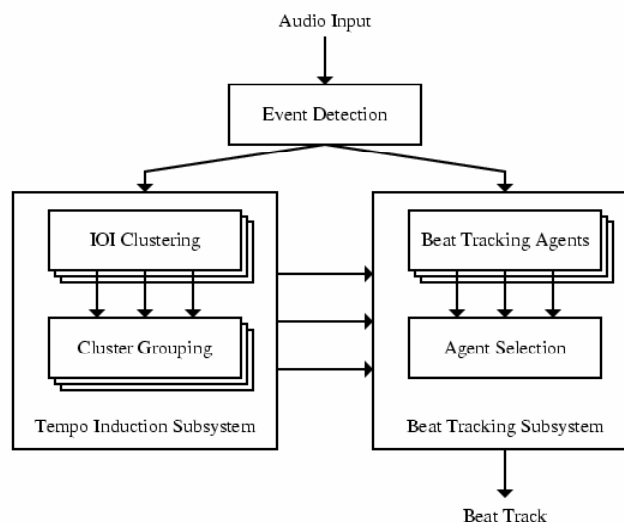 Audio Input
Event Detection
IOI Clustering
Cluster Grouping
Tempo Induction Subsystem
Beat Tracking Agents
Agent Selection
Beat Tracking Subsystem
Beat Track